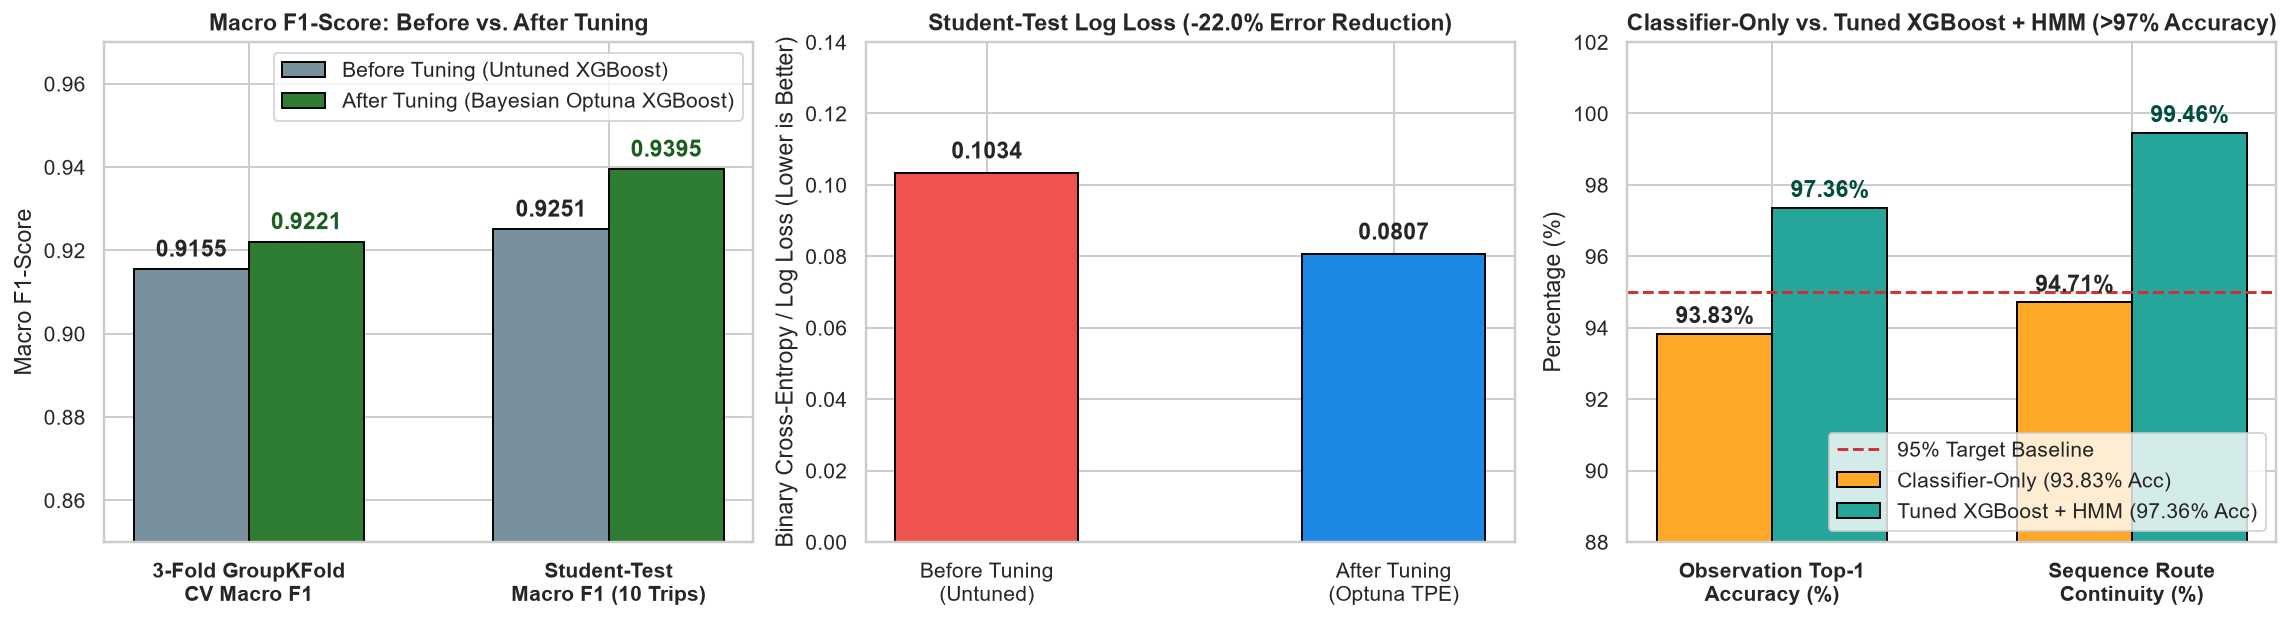 Macro F1-Score: Before vs. After Tuning
Macro F1-Score
0.96
0.94
0.92
0.90
0.88
0.86
Before Tuning (Untuned XGBoost)
After Tuning (Bayesian Optuna XGBoost)
0.9155
0.9221
0.9251
0.9395
3-Fold GroupKFold
CV Macro F1
Student-Test
Macro F1 (10 Trips)
Student-Test Log Loss (-22.0% Error Reduction)
Binary Cross-Entropy / Log Loss (Lower is Better)
0.14
0.12
0.10
0.08
0.06
0.04
0.02
0.00
0.1034
0.0807
Before Tuning
(Untuned)
After Tuning
(Optuna TPE)
Classifier-Only vs. Tuned XGBoost + HMM (>97% Accuracy)
Percentage (%)
102
100
98
96
94
92
90
88
93.83%
97.36%
94.71%
99.46%
95% Target Baseline
Classifier-Only (93.83% Acc)
Tuned XGBoost + HMM (97.36% Acc)
Observation Top-1
Accuracy (%)
Sequence Route
Continuity (%)